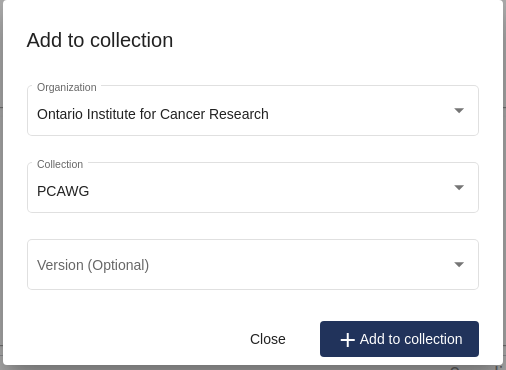 Add to collection
Organization
Ontario Institute for Cancer Research
Collection
PCAWG
Version (Optional)
Close
Add to collection